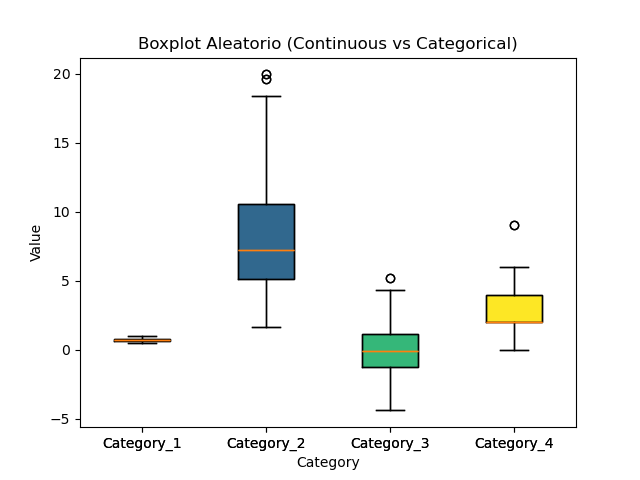 Boxplot Aleatorio (Continuous vs Categorical)
20
15
10
5
0
−5
Value
Category_1
Category_2
Category_3
Category_4
Category